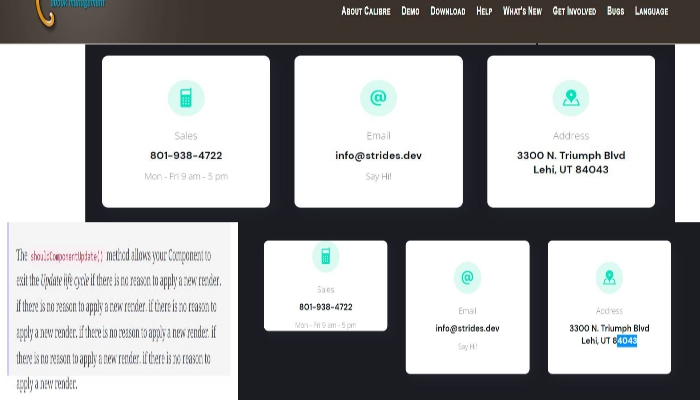 ebook management
About Calibre Demo Download Help What's New Get Involved Bugs Language
Sales
801-938-4722
Mon - Fri 9 am - 5 pm
@
Email
info@strides.dev
Say Hi!
Address
3300 N. Triumph Blvd
Lehi, UT 84043
The shouldComponentUpdate() method allows your Component to
exit the Update life cycle if there is no reason to apply a new render.
if there is no reason to apply a new render. if there is no reason to
apply a new render. if there is no reason to apply a new render. if
there is no reason to apply a new render. if there is no reason to
apply a new render.
Sales
801-938-4722
Mon - Fri 9 am - 5 pm
@
Email
info@strides.dev
Say Hi!
Address
3300 N. Triumph Blvd
Lehi, UT 84043